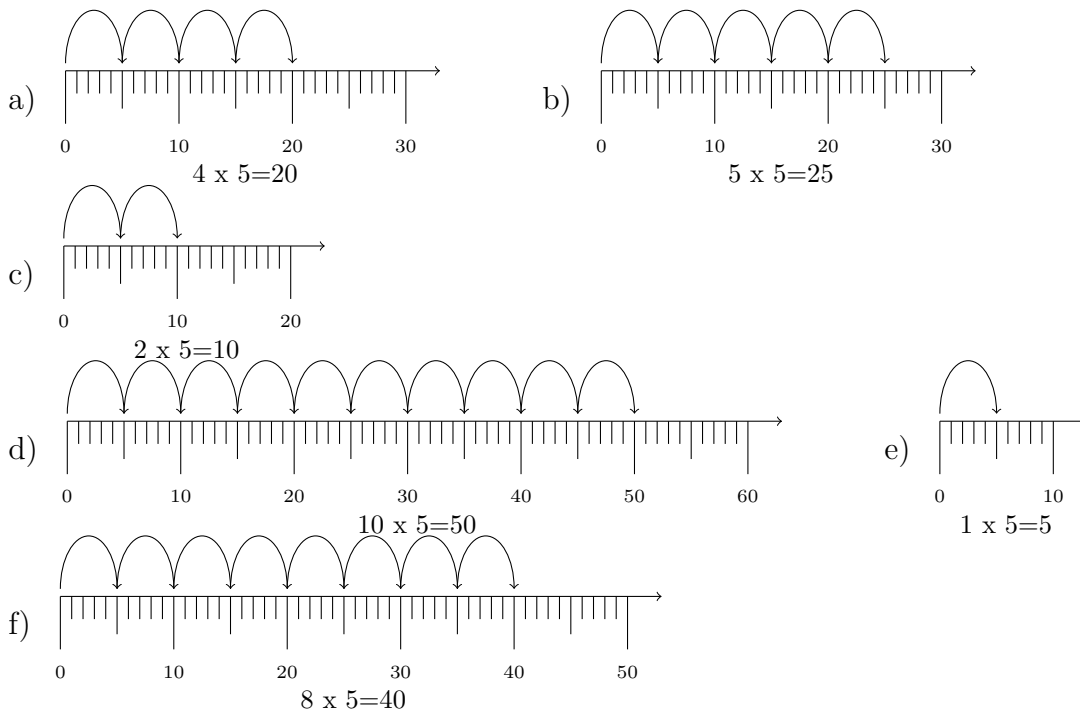 a)
0 10 20 30
4 x 5=20
b)
0 10 20 30
5 x 5=25
c)
0 10 20
2 x 5=10
d)
0 10 20 30 40 50 60
10 x 5=50
e)
0 10
1 x 5=5
f)
0 10 20 30 40 50
8 x 5=40